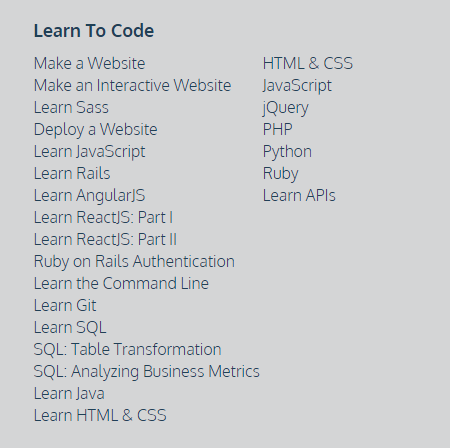 Learn To Code
Make a Website
Make an Interactive Website
Learn Sass
Deploy a Website
Learn JavaScript
Learn Rails
Learn AngularJS
Learn ReactJS: Part I
Learn ReactJS: Part II
Ruby on Rails Authentication
Learn the Command Line
Learn Git
Learn SQL
SQL: Table Transformation
SQL: Analyzing Business Metrics
Learn Java
Learn HTML & CSS
HTML & CSS
JavaScript
jQuery
PHP
Python
Ruby
Learn APIs